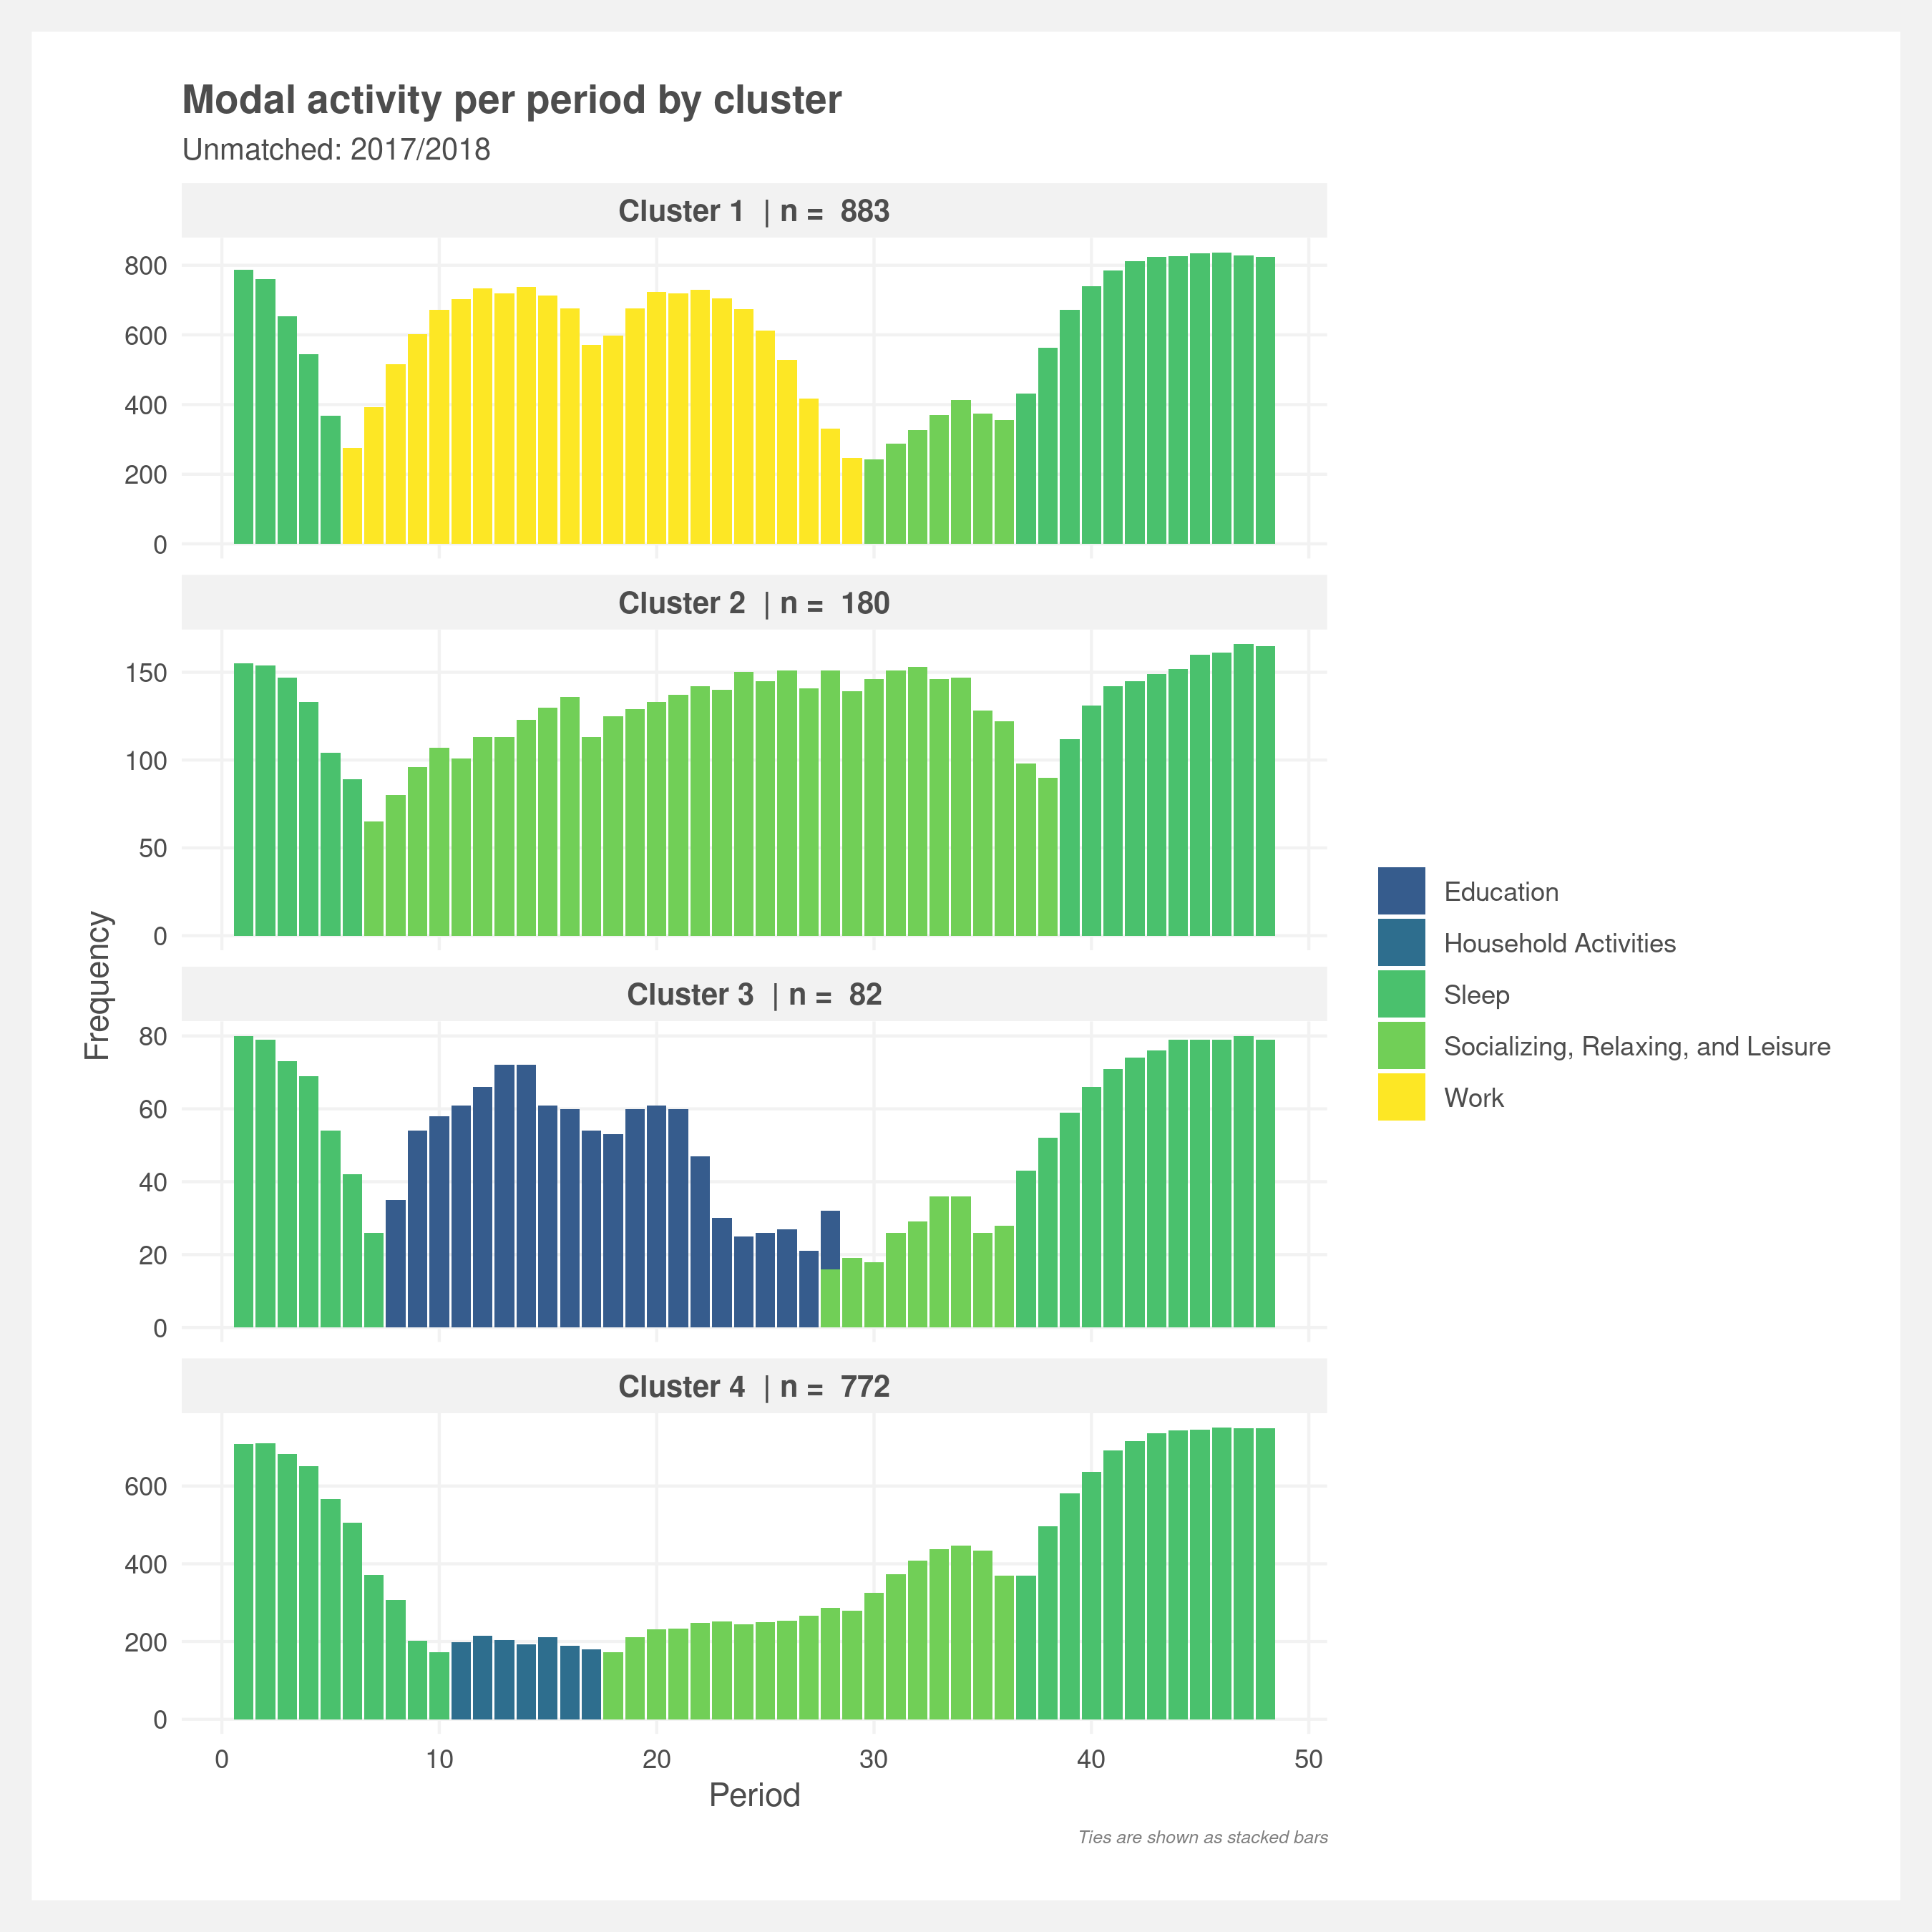 Modal activity per period by cluster
Unmatched: 2017/2018
Cluster 1 | n = 883
800
600
400
200
0
Cluster 2 | n = 180
150
100
50
0
Cluster 3 | n = 82
80
60
40
20
0
Cluster 4 | n = 772
600
400
200
0
0 10 20 30 40 50
Period
Frequency
Education
Household Activities
Sleep
Socializing, Relaxing, and Leisure
Work
Ties are shown as stacked bars